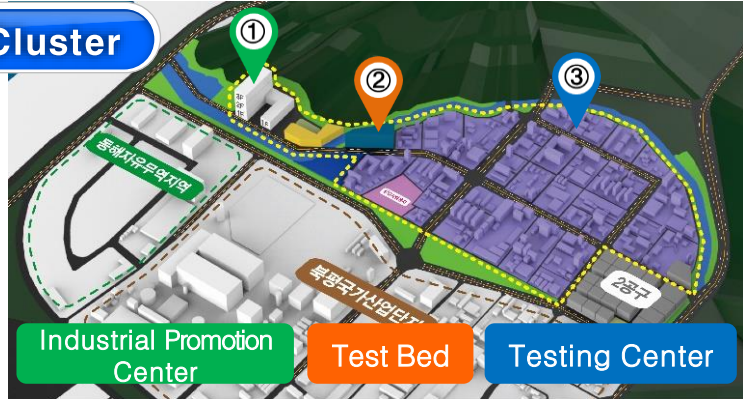 Cluster
①
②
③
동해자유무역지역
북평국가산업단지
2공구
Industrial Promotion
Center
Test Bed
Testing Center